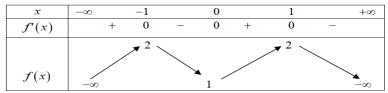 x −∞ −1 0 1 +∞
f'(x) + 0 − 0 + 0 −
2 2
f(x)
−∞ 1 −∞